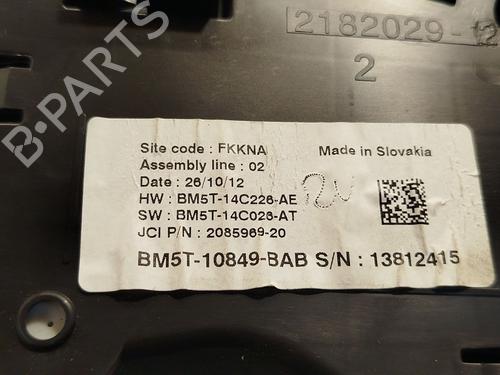 2182029-12
2
Site code : FKKNA
Made in Slovakia
Assembly line : 02
Date : 26/10/12
HW : BM5T-14C226-AE
SW : BM5T-14C026-AT
JCI P/N : 2085969-20
BM5T-10849-BAB S/N : 13812415